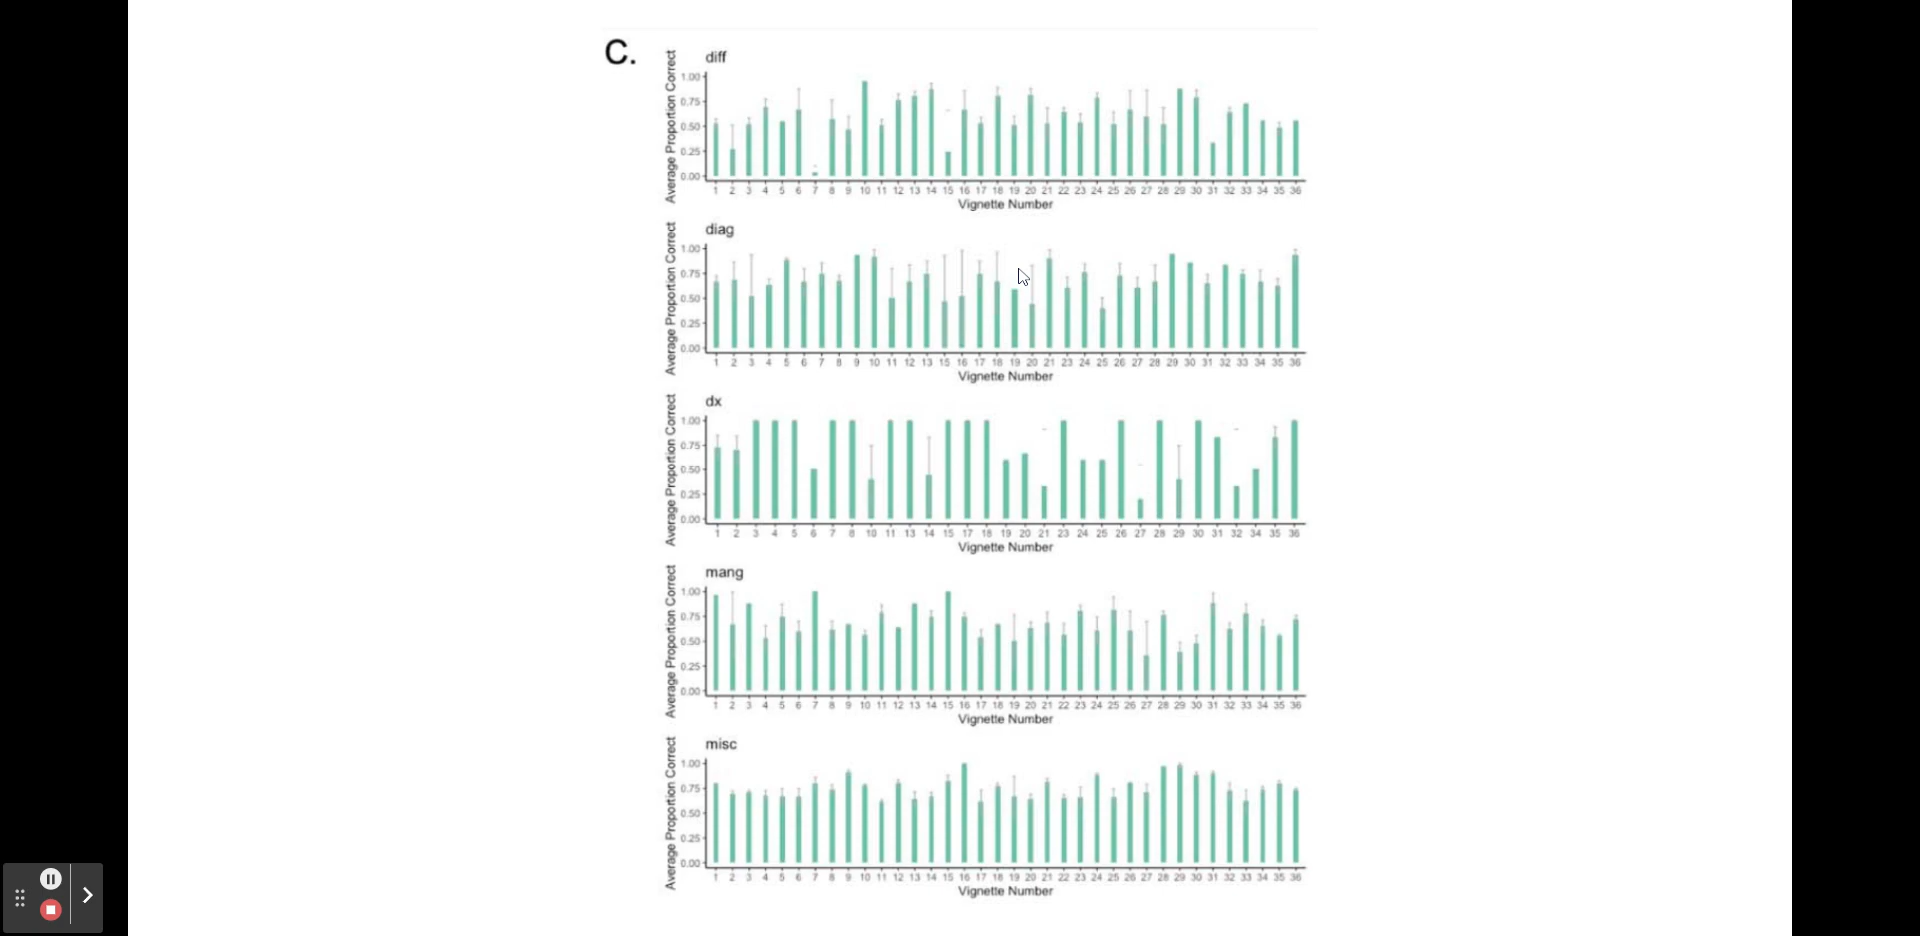 C.
diff
Average Proportion Correct
1.00
0.75
0.50
0.25
0.00
1 2 3 4 5 6 7 8 9 10 11 12 13 14 15 16 17 18 19 20 21 22 23 24 25 26 27 28 29 30 31 32 33 34 35 36
Vignette Number
diag
Average Proportion Correct
1.00
0.75
0.50
0.25
0.00
1 2 3 4 5 6 7 8 9 10 11 12 13 14 15 16 17 18 19 20 21 23 24 25 26 27 28 29 30 31 32 33 34 35 36
Vignette Number
dx
Average Proportion Correct
1.00
0.75
0.50
0.25
0.00
1 2 3 4 5 6 7 8 9 10 11 13 14 15 16 17 18 19 20 21 23 24 25 26 27 28 29 30 31 32 34 35 36
Vignette Number
mang
Average Proportion Correct
1.00
0.75
0.50
0.25
0.00
1 2 3 4 5 6 7 8 9 10 11 12 13 14 15 16 17 18 19 20 21 22 23 24 25 26 27 28 29 30 31 32 33 34 35 36
Vignette Number
misc
Average Proportion Correct
1.00
0.75
0.50
0.25
0.00
1 2 3 4 5 6 7 8 9 10 11 12 13 14 15 16 17 18 19 20 21 22 23 24 25 26 27 28 29 30 31 32 33 34 35 36
Vignette Number